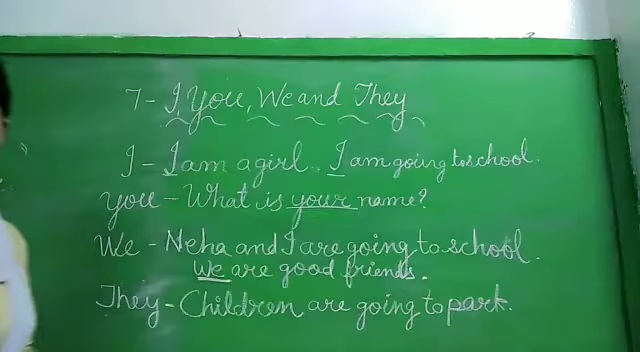 7- I, You, We and They
I - I am a girl. I am going to school.
you - What is your name?
We - Neha and I are going to school.
We are good friends.
They - Children are going to park.